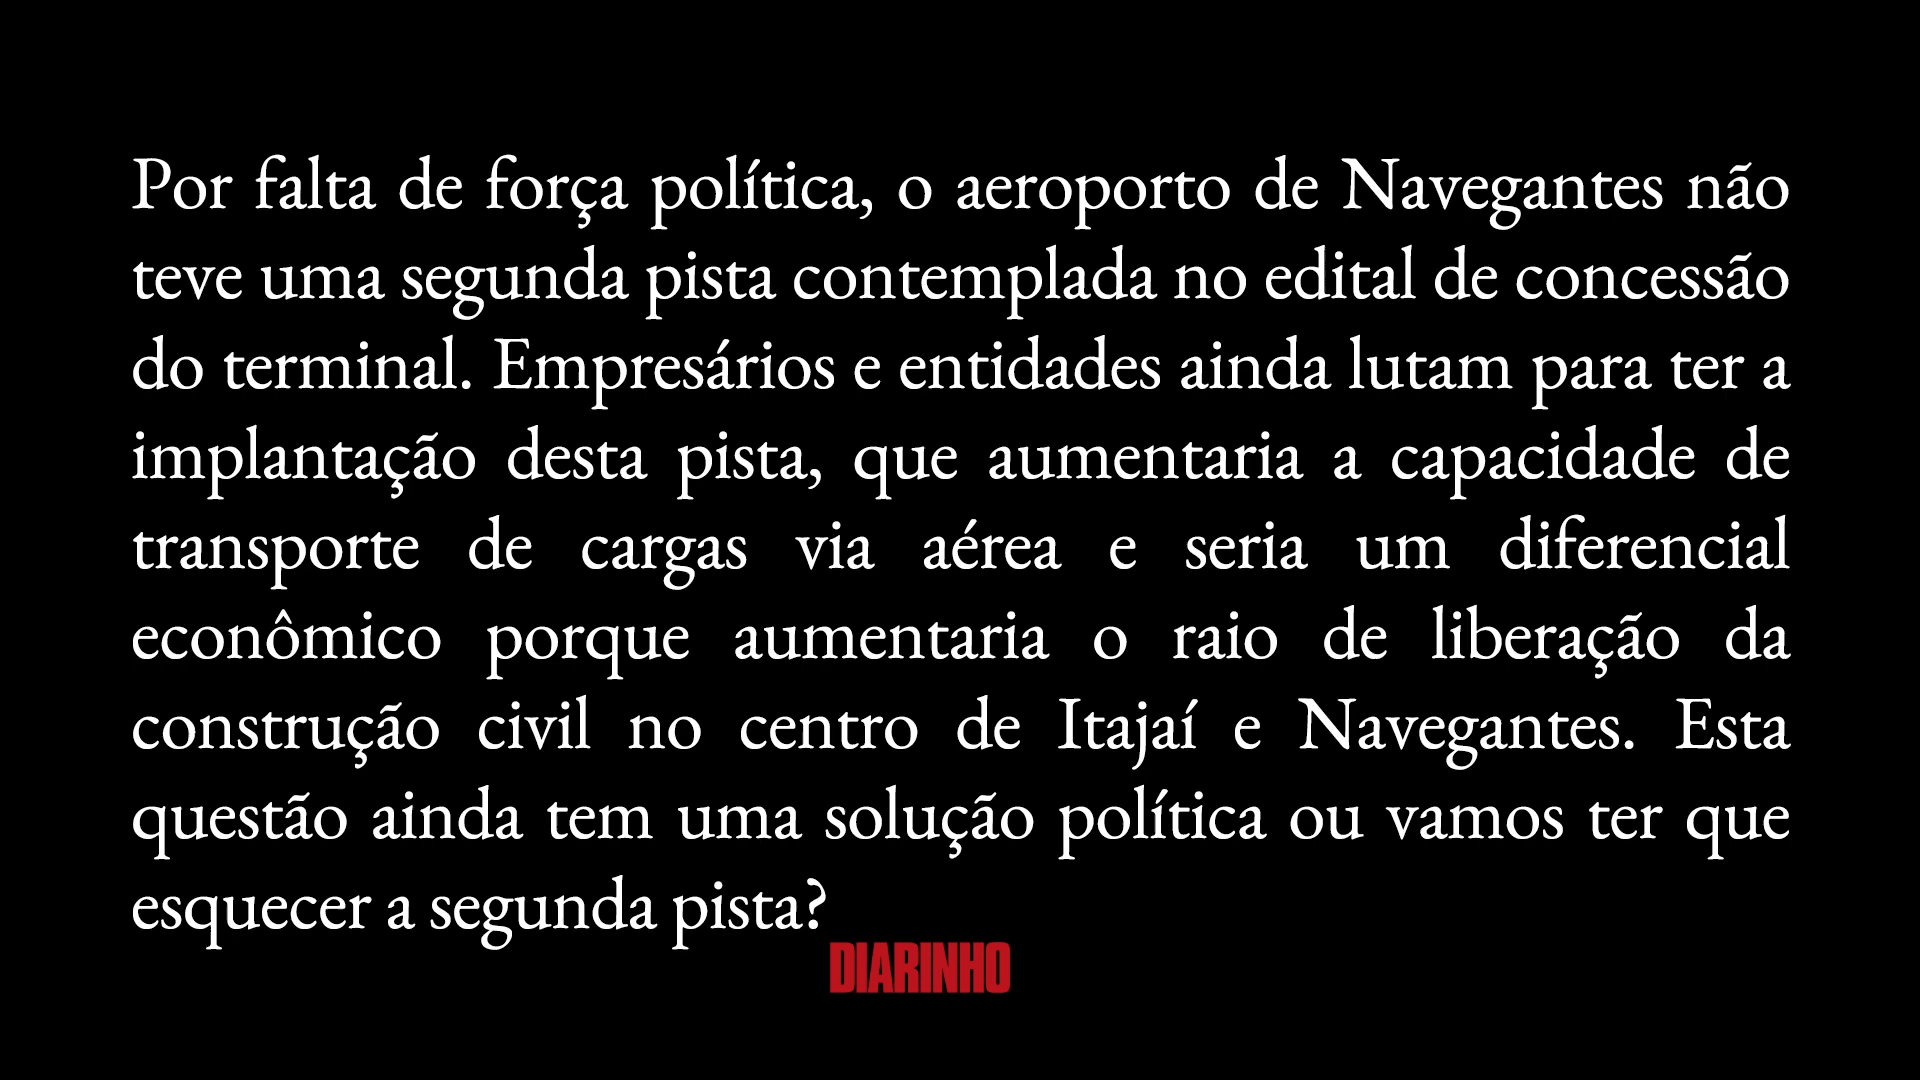 Por falta de força política, o aeroporto de Navegantes não
teve uma segunda pista contemplada no edital de concessão
do terminal. Empresários e entidades ainda lutam para ter a
implantação desta pista, que aumentaria a capacidade de
transporte de cargas via aérea e seria um diferencial
econômico porque aumentaria o raio de liberação da
construção civil no centro de Itajaí e Navegantes. Esta
questão ainda tem uma solução política ou vamos ter que
esquecer a segunda pista?
DIARINHO